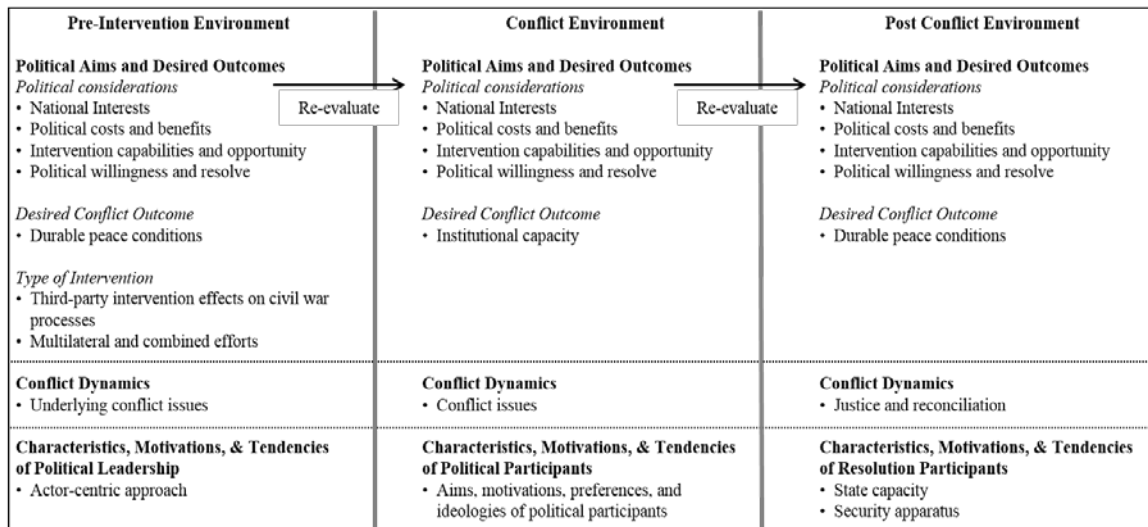 Pre-Intervention Environment
Political Aims and Desired Outcomes
Political considerations
• National Interests
• Political costs and benefits
• Intervention capabilities and opportunity
• Political willingness and resolve
Desired Conflict Outcome
• Durable peace conditions
Type of Intervention
• Third-party intervention effects on civil war
processes
• Multilateral and combined efforts
Conflict Dynamics
• Underlying conflict issues
Characteristics, Motivations, & Tendencies
of Political Leadership
• Actor-centric approach
Re-evaluate
Conflict Environment
Political Aims and Desired Outcomes
Political considerations
• National Interests
• Political costs and benefits
• Intervention capabilities and opportunity
• Political willingness and resolve
Desired Conflict Outcome
• Institutional capacity
Conflict Dynamics
• Conflict issues
Characteristics, Motivations, & Tendencies
of Political Participants
• Aims, motivations, preferences, and
ideologies of political participants
Re-evaluate
Post Conflict Environment
Political Aims and Desired Outcomes
Political considerations
• National Interests
• Political costs and benefits
• Intervention capabilities and opportunity
• Political willingness and resolve
Desired Conflict Outcome
• Durable peace conditions
Conflict Dynamics
• Justice and reconciliation
Characteristics, Motivations, & Tendencies
of Resolution Participants
• State capacity
• Security apparatus